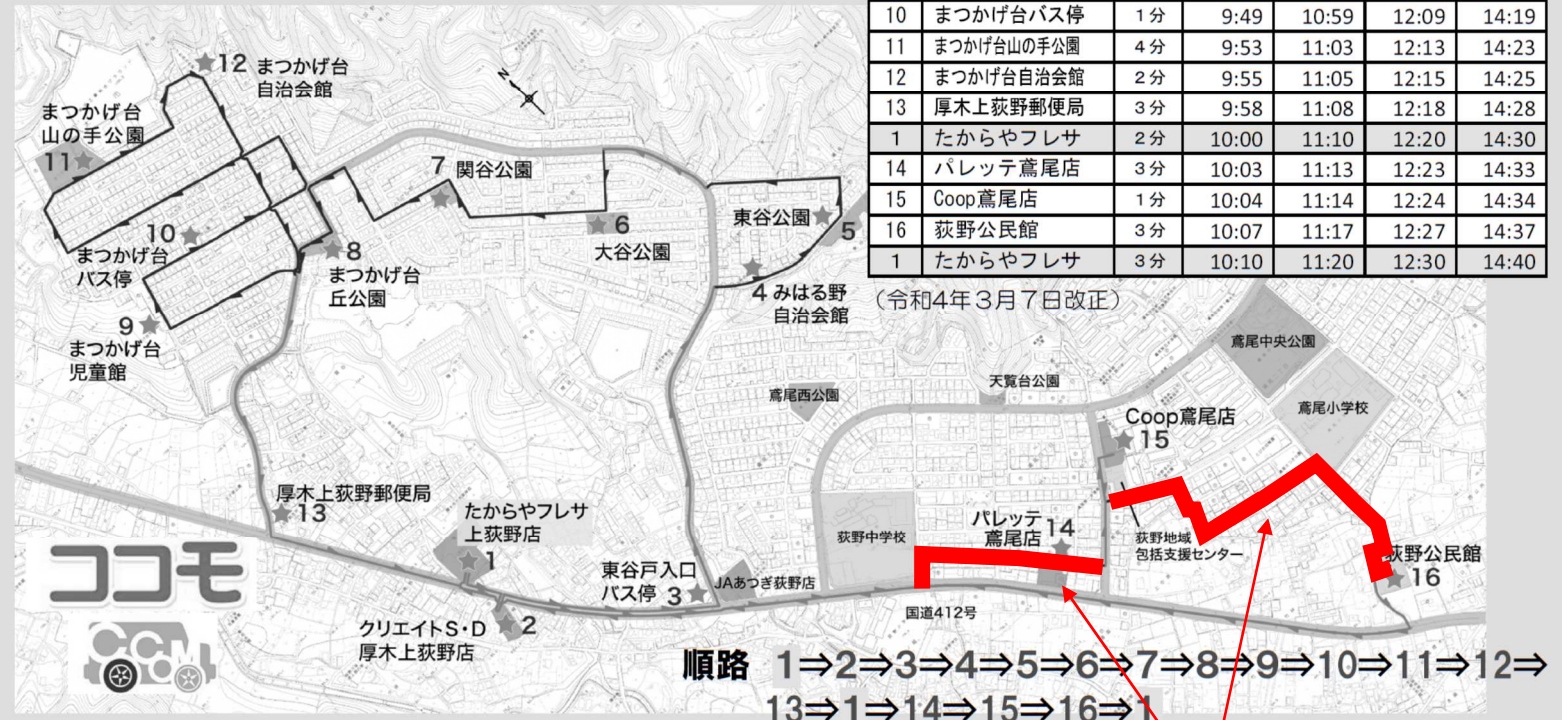 10 まつかげ台バス停 1分 9:49 10:59 12:09 14:19
11 まつかげ台山の手公園 4分 9:53 11:03 12:13 14:23
12 まつかげ台自治会館 2分 9:55 11:05 12:15 14:25
13 厚木上荻野郵便局 3分 9:58 11:08 12:18 14:28
1 たからやフレサ 2分 10:00 11:10 12:20 14:30
14 パレッテ鳶尾店 3分 10:03 11:13 12:23 14:33
15 Coop鳶尾店 1分 10:04 11:14 12:24 14:34
16 荻野公民館 3分 10:07 11:17 12:27 14:37
1 たからやフレサ 3分 10:10 11:20 12:30 14:40
(令和4年3月7日改正)
12 まつかげ台
自治会館
まつかげ台
山の手公園
11
N
7 関谷公園
6
大谷公園
東谷公園
5
4 みはる野
自治会館
10
まつかげ台
バス停
8
まつかげ台
丘公園
9
まつかげ台
児童館
鳶尾中央公園
天覧台公園
鳶尾西公園
鳶尾小学校
Coop鳶尾店
15
厚木上荻野郵便局
13
たからやフレサ
上荻野店
1
荻野中学校
パレッテ
鳶尾店
14
荻野地域
包括支援センター
荻野公民館
16
東谷戸入口
バス停 3
JAあつぎ荻野店
国道412号
ココモ
CCM
クリエイトS・D
厚木上荻野店
2
順路 1⇒2⇒3⇒4⇒5⇒6⇒7⇒8⇒9⇒10⇒11⇒12⇒
13⇒1⇒14⇒15⇒16⇒1